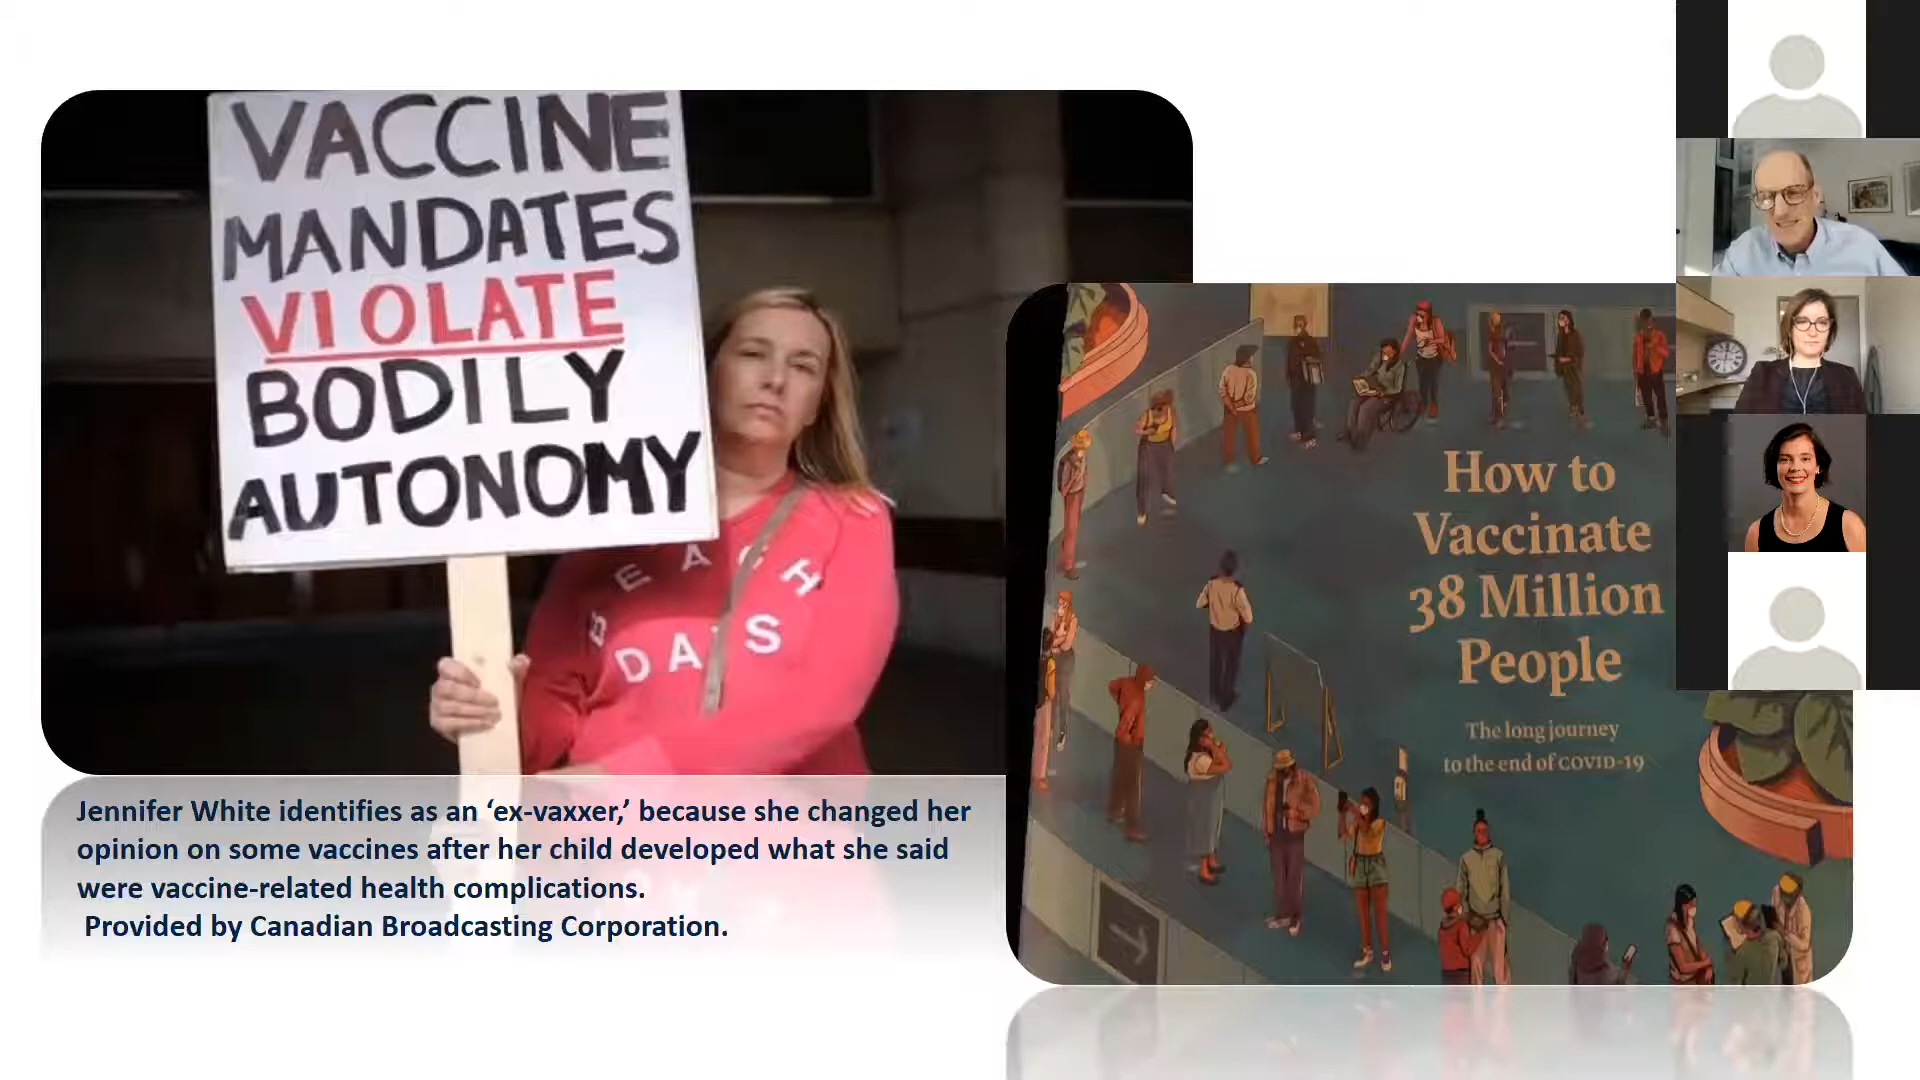 VACCINE
MANDATES
VIOLATE
BODILY
AUTONOMY
BEACH
DAYS
How to
Vaccinate
38 Million
People
The long journey
to the end of COVID-19
Jennifer White identifies as an ‘ex-vaxxer,’ because she changed her
opinion on some vaccines after her child developed what she said
were vaccine-related health complications.
Provided by Canadian Broadcasting Corporation.